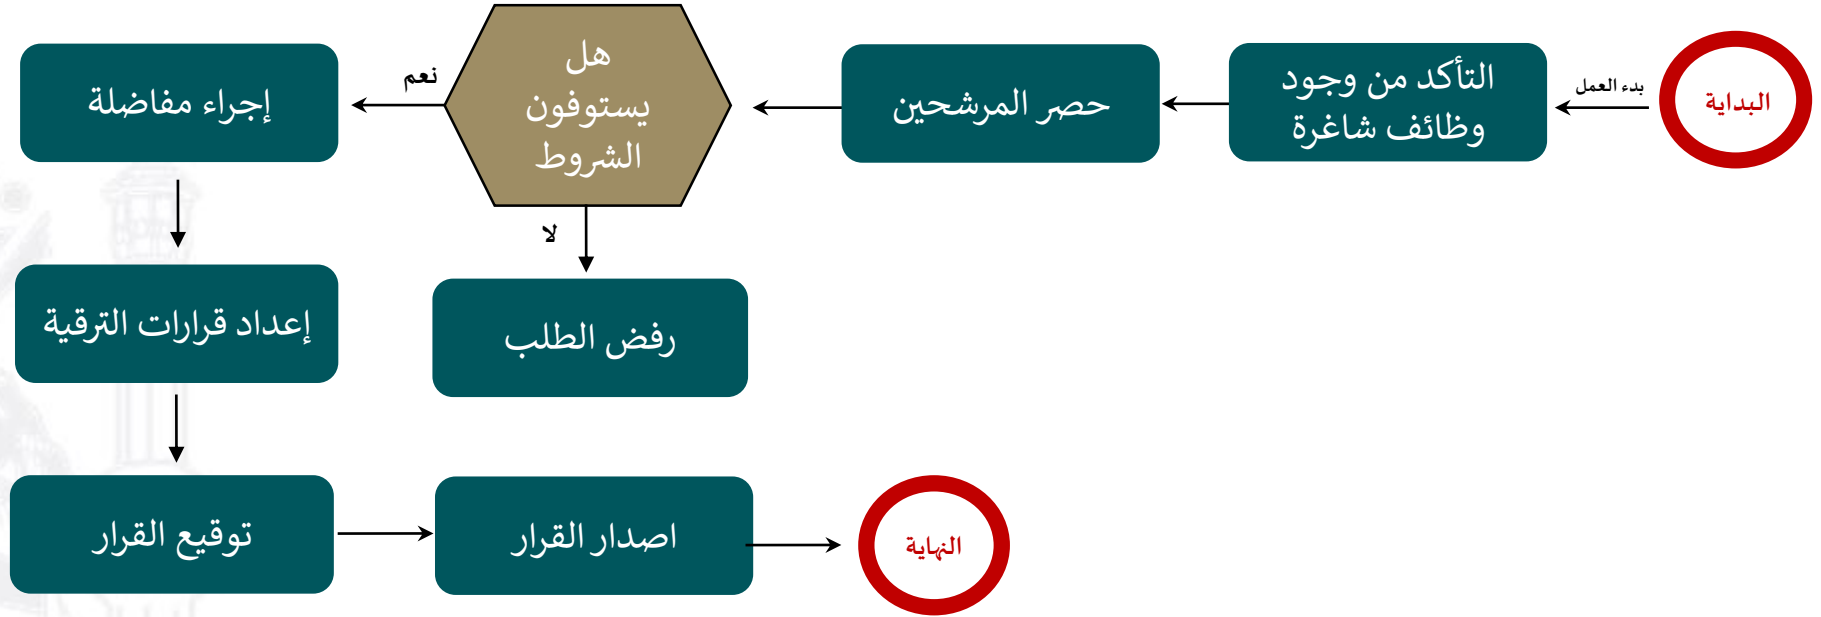 البداية
بدء العمل
التأكد من وجود
وظائف شاغرة
حصر المرشحين
هل
يستوفون
الشروط
نعم
إجراء مفاضلة
لا
رفض الطلب
إعداد قرارات الترقية
توقيع القرار
اصدار القرار
النهاية